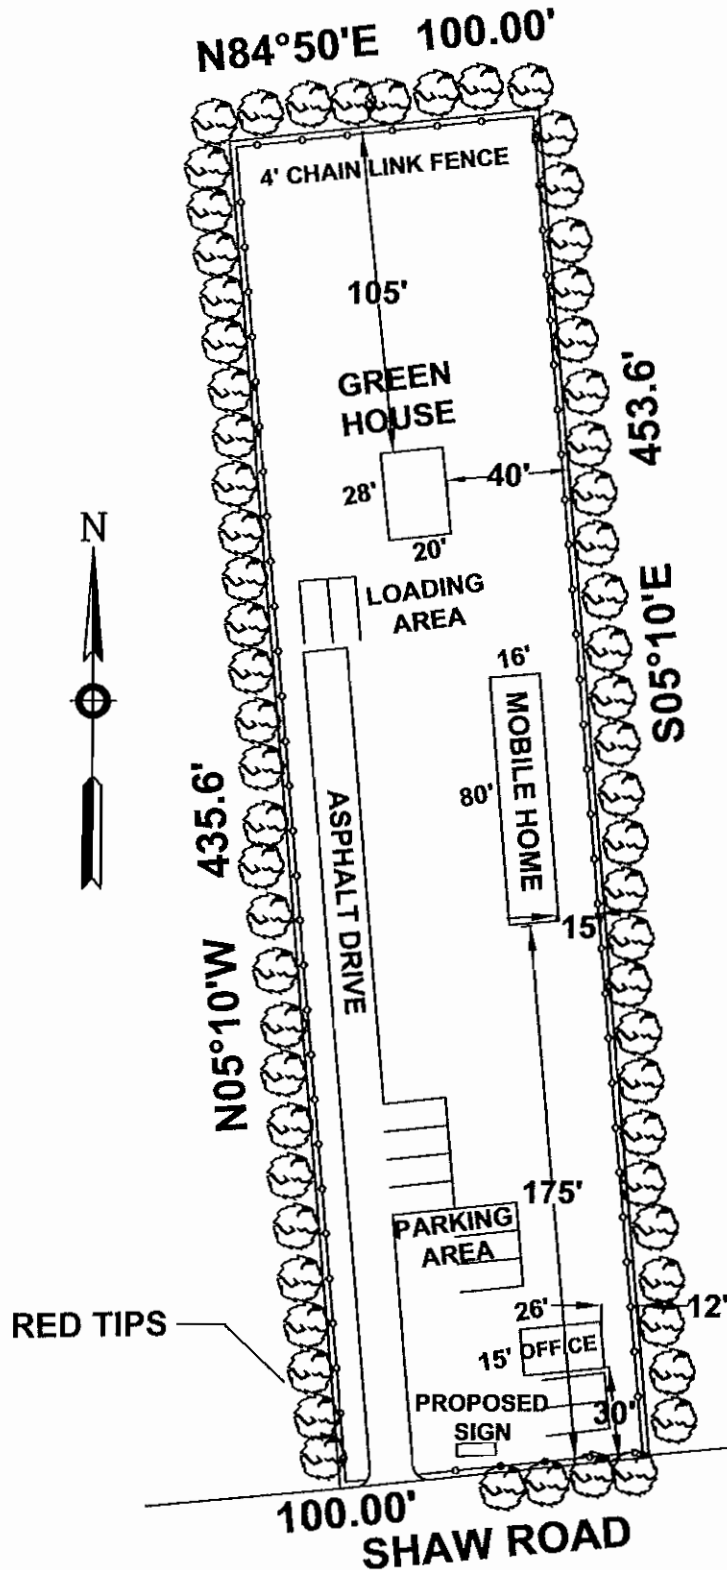 N84°50'E 100.00'
4' CHAIN LINK FENCE
105'
GREEN
HOUSE
453.6'
28'
40'
20'
N
LOADING
AREA
S05°10'E
16'
MOBILE HOME
80'
435.6'
ASPHALT DRIVE
15'
N05°10'W
175'
PARKING
AREA
12'
26'
RED TIPS
OFFICE
15'
PROPOSED
SIGN
30'
100.00'
SHAW ROAD